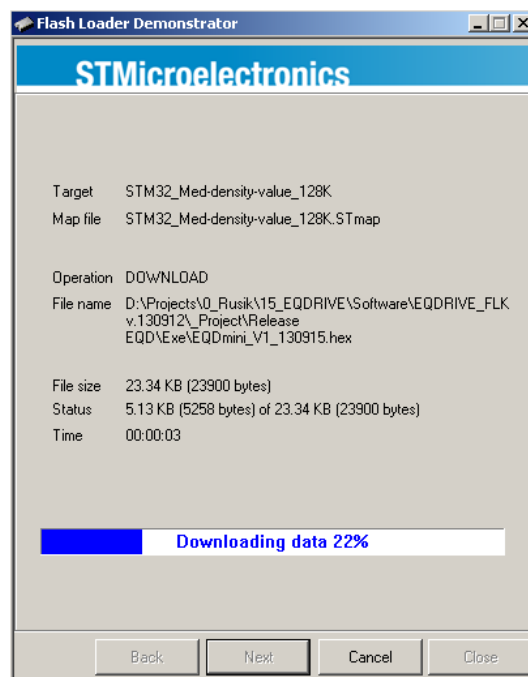 Flash Loader Demonstrator
STMicroelectronics
Target STM32_Med-density-value_128K
Map file STM32_Med-density-value_128K.STmap
Operation DOWNLOAD
File name D:\Projects\0_Rusik\15_EQDRIVE\Software\EQDRIVE_FLK
v.130912\_Project\Release
EQD\Exe\EQDmini_V1_130915.hex
File size 23.34 KB (23900 bytes)
Status 5.13 KB (5258 bytes) of 23.34 KB (23900 bytes)
Time 00:00:03
Downloading data 22%
Back Next Cancel Close